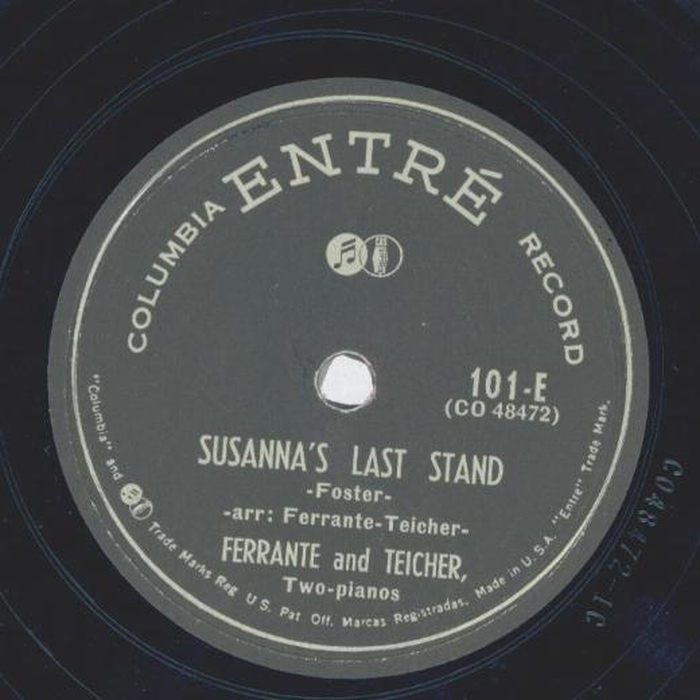 COLUMBIA ENTRÉ RECORD
101-E
(CO 48472)
SUSANNA'S LAST STAND
-Foster-
-arr: Ferrante-Teicher-
FERRANTE and TEICHER,
Two-pianos
"Columbia" and Trade Marks Reg. U.S. Pat. Off. Marcas Registradas. Made in U.S.A. "Entre" Trade Mark.
CO48472-1C